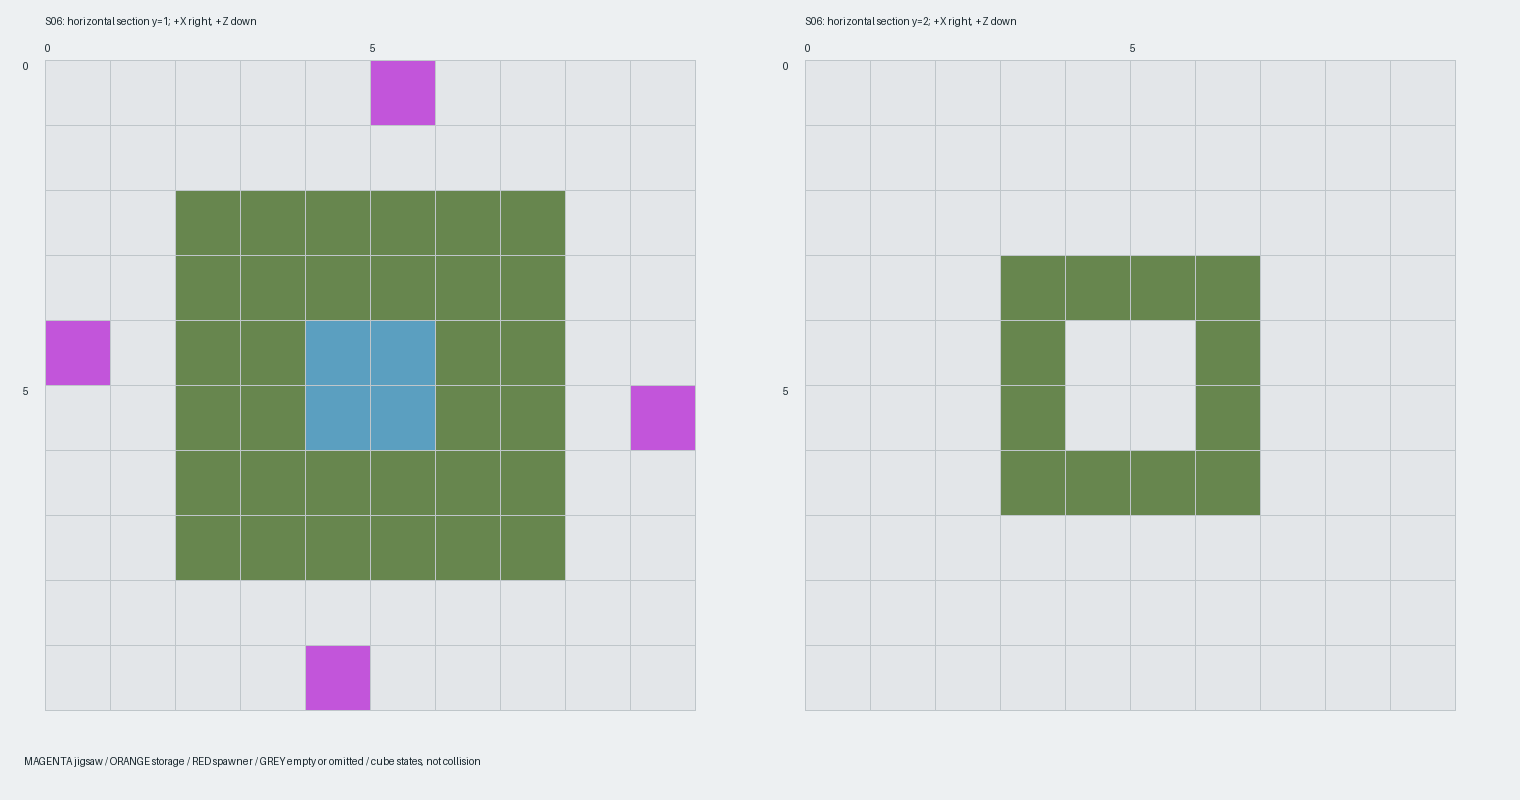 S06: horizontal section y=1; +X right, +Z down
S06: horizontal section y=2; +X right, +Z down
0 5
0 5
0
0
5
5
MAGENTA jigsaw / ORANGE storage / RED spawner / GREY empty or omitted / cube states, not collision